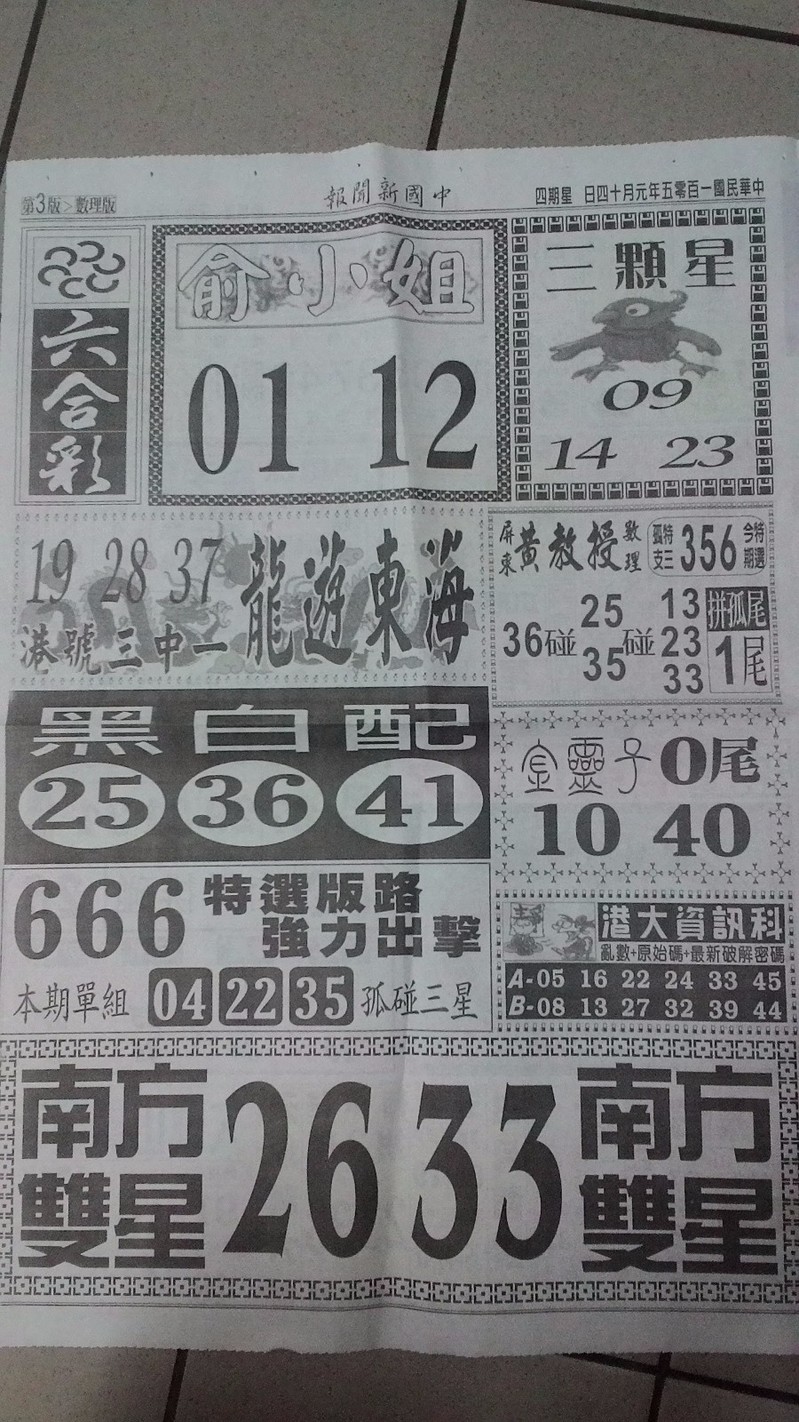 第3版>數理版
報聞新國中
四期星 日四十月元年五零百一國民華中
六合彩
俞小姐
01 12
三顆星
09
14 23
19 28 37
龍遊東海
港號三中一
屏東黃教授數理
孤支特三
356
今期特選
36碰
25
35
碰
13
23
33
拼孤尾
1尾
黑白配
25 36 41
金靈子 0尾
10 40
666 特選版路
強力出擊
本期單組 04 22 35 孤碰三星
港大資訊科
亂數+原始碼+最新破解密碼
A-05 16 22 24 33 45
B-08 13 27 32 39 44
南方雙星
26 33
南方雙星